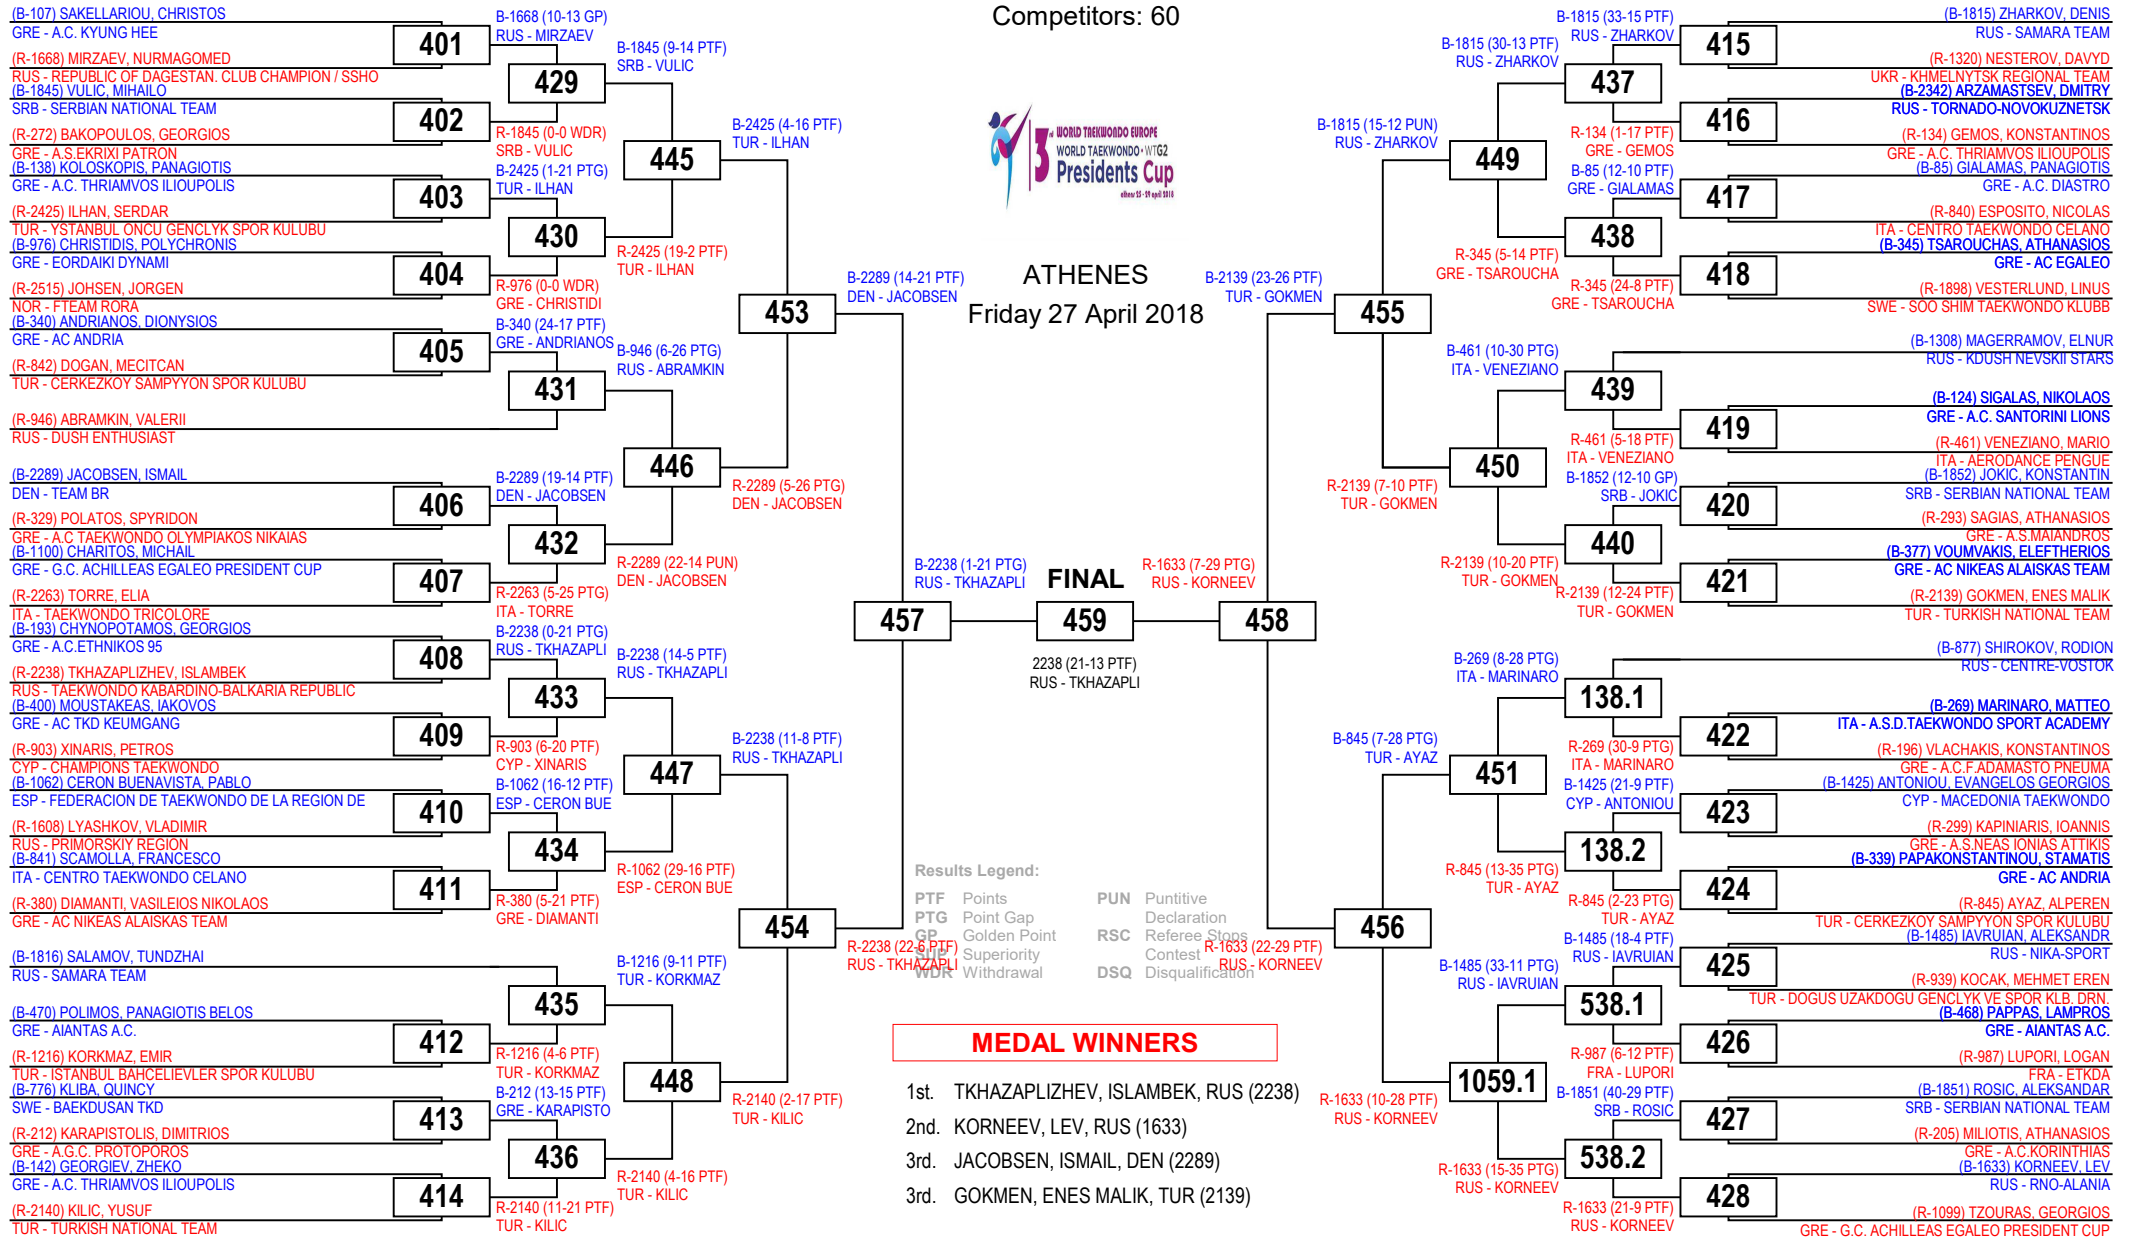 Competitors: 60
3rd WORLD TAEKWONDO EUROPE
WORLD TAEKWONDO • WTG2
Presidents Cup
athens 25 - 29 april 2018
ATHENES
Friday 27 April 2018
(B-107) SAKELLARIOU, CHRISTOS
GRE - A.C. KYUNG HEE
401
(R-1668) MIRZAEV, NURMAGOMED
RUS - REPUBLIC OF DAGESTAN. CLUB CHAMPION / SSHO
(B-1845) VULIC, MIHAILO
SRB - SERBIAN NATIONAL TEAM
402
(R-272) BAKOPOULOS, GEORGIOS
GRE - A.S.EKRIXI PATRON
(B-138) KOLOSKOPIS, PANAGIOTIS
GRE - A.C. THRIAMVOS ILIOUPOLIS
403
(R-2425) ILHAN, SERDAR
TUR - YSTANBUL ONCU GENCLYK SPOR KULUBU
(B-976) CHRISTIDIS, POLYCHRONIS
GRE - EORDAIKI DYNAMI
404
(R-2515) JOHSEN, JORGEN
NOR - FTEAM RORA
(B-340) ANDRIANOS, DIONYSIOS
GRE - AC ANDRIA
405
(R-842) DOGAN, MECITCAN
TUR - CERKEZKOY SAMPYYON SPOR KULUBU
(R-946) ABRAMKIN, VALERII
RUS - DUSH ENTHUSIAST
(B-2289) JACOBSEN, ISMAIL
DEN - TEAM BR
406
(R-329) POLATOS, SPYRIDON
GRE - A.C TAEKWONDO OLYMPIAKOS NIKAIAS
(B-1100) CHARITOS, MICHAIL
GRE - G.C. ACHILLEAS EGALEO PRESIDENT CUP
407
(R-2263) TORRE, ELIA
ITA - TAEKWONDO TRICOLORE
(B-193) CHYNOPOTAMOS, GEORGIOS
GRE - A.C.ETHNIKOS 95
408
(R-2238) TKHAZAPLIZHEV, ISLAMBEK
RUS - TAEKWONDO KABARDINO-BALKARIA REPUBLIC
(B-400) MOUSTAKEAS, IAKOVOS
GRE - AC TKD KEUMGANG
409
(R-903) XINARIS, PETROS
CYP - CHAMPIONS TAEKWONDO
(B-1062) CERON BUENAVISTA, PABLO
ESP - FEDERACION DE TAEKWONDO DE LA REGION DE
410
(R-1608) LYASHKOV, VLADIMIR
RUS - PRIMORSKIY REGION
(B-841) SCAMOLLA, FRANCESCO
ITA - CENTRO TAEKWONDO CELANO
411
(R-380) DIAMANTI, VASILEIOS NIKOLAOS
GRE - AC NIKEAS ALAISKAS TEAM
(B-1816) SALAMOV, TUNDZHAI
RUS - SAMARA TEAM
(B-470) POLIMOS, PANAGIOTIS BELOS
GRE - AIANTAS A.C.
412
(R-1216) KORKMAZ, EMIR
TUR - ISTANBUL BAHCELIEVLER SPOR KULUBU
(B-776) KLIBA, QUINCY
SWE - BAEKDUSAN TKD
413
(R-212) KARAPISTOLIS, DIMITRIOS
GRE - A.G.C. PROTOPOROS
(B-142) GEORGIEV, ZHEKO
GRE - A.C. THRIAMVOS ILIOUPOLIS
414
(R-2140) KILIC, YUSUF
TUR - TURKISH NATIONAL TEAM
B-1668 (10-13 GP)
RUS - MIRZAEV
429
R-1845 (0-0 WDR)
SRB - VULIC
B-2425 (1-21 PTG)
TUR - ILHAN
430
R-976 (0-0 WDR)
GRE - CHRISTIDI
B-340 (24-17 PTF)
GRE - ANDRIANOS
431
B-2289 (19-14 PTF)
DEN - JACOBSEN
432
R-2263 (5-25 PTG)
ITA - TORRE
B-2238 (0-21 PTG)
RUS - TKHAZAPLI
433
R-903 (6-20 PTF)
CYP - XINARIS
B-1062 (16-12 PTF)
ESP - CERON BUE
434
R-380 (5-21 PTF)
GRE - DIAMANTI
435
R-1216 (4-6 PTF)
TUR - KORKMAZ
B-212 (13-15 PTF)
GRE - KARAPISTO
436
R-2140 (11-21 PTF)
TUR - KILIC
B-1845 (9-14 PTF)
SRB - VULIC
445
R-2425 (19-2 PTF)
TUR - ILHAN
B-946 (6-26 PTG)
RUS - ABRAMKIN
446
R-2289 (22-14 PUN)
DEN - JACOBSEN
B-2238 (14-5 PTF)
RUS - TKHAZAPLI
447
R-1062 (29-16 PTF)
ESP - CERON BUE
B-1216 (9-11 PTF)
TUR - KORKMAZ
448
R-2140 (4-16 PTF)
TUR - KILIC
B-2425 (4-16 PTF)
TUR - ILHAN
453
R-2289 (5-26 PTG)
DEN - JACOBSEN
B-2238 (11-8 PTF)
RUS - TKHAZAPLI
454
R-2140 (2-17 PTF)
TUR - KILIC
B-2289 (14-21 PTF)
DEN - JACOBSEN
457
R-2238 (22-6 PTF)
RUS - TKHAZAPLI
B-2238 (1-21 PTG)
RUS - TKHAZAPLI
FINAL
459
2238 (21-13 PTF)
RUS - TKHAZAPLI
R-1633 (7-29 PTG)
RUS - KORNEEV
B-2139 (23-26 PTF)
TUR - GOKMEN
458
R-1633 (22-29 PTF)
RUS - KORNEEV
B-1815 (15-12 PUN)
RUS - ZHARKOV
455
R-2139 (7-10 PTF)
TUR - GOKMEN
B-845 (7-28 PTG)
TUR - AYAZ
456
R-1633 (10-28 PTF)
RUS - KORNEEV
B-1815 (30-13 PTF)
RUS - ZHARKOV
449
R-345 (5-14 PTF)
GRE - TSAROUCHA
B-461 (10-30 PTG)
ITA - VENEZIANO
450
R-2139 (10-20 PTF)
TUR - GOKMEN
B-269 (8-28 PTG)
ITA - MARINARO
451
R-845 (13-35 PTG)
TUR - AYAZ
B-1485 (33-11 PTG)
RUS - IAVRUIAN
1059.1
R-1633 (15-35 PTG)
RUS - KORNEEV
B-1815 (33-15 PTF)
RUS - ZHARKOV
437
R-134 (1-17 PTF)
GRE - GEMOS
B-85 (12-10 PTF)
GRE - GIALAMAS
438
R-345 (24-8 PTF)
GRE - TSAROUCHA
439
R-461 (5-18 PTF)
ITA - VENEZIANO
B-1852 (12-10 GP)
SRB - JOKIC
440
R-2139 (12-24 PTF)
TUR - GOKMEN
138.1
R-269 (30-9 PTG)
ITA - MARINARO
B-1425 (21-9 PTF)
CYP - ANTONIOU
138.2
R-845 (2-23 PTG)
TUR - AYAZ
B-1485 (18-4 PTF)
RUS - IAVRUIAN
538.1
R-987 (6-12 PTF)
FRA - LUPORI
B-1851 (40-29 PTF)
SRB - ROSIC
538.2
R-1633 (21-9 PTF)
RUS - KORNEEV
(B-1815) ZHARKOV, DENIS
RUS - SAMARA TEAM
415
(R-1320) NESTEROV, DAVYD
UKR - KHMELNYTSK REGIONAL TEAM
(B-2342) ARZAMASTSEV, DMITRY
RUS - TORNADO-NOVOKUZNETSK
416
(R-134) GEMOS, KONSTANTINOS
GRE - A.C. THRIAMVOS ILIOUPOLIS
(B-85) GIALAMAS, PANAGIOTIS
GRE - A.C. DIASTRO
417
(R-840) ESPOSITO, NICOLAS
ITA - CENTRO TAEKWONDO CELANO
(B-345) TSAROUCHAS, ATHANASIOS
GRE - AC EGALEO
418
(R-1898) VESTERLUND, LINUS
SWE - SOO SHIM TAEKWONDO KLUBB
(B-1308) MAGERRAMOV, ELNUR
RUS - KDUSH NEVSKII STARS
(B-124) SIGALAS, NIKOLAOS
GRE - A.C. SANTORINI LIONS
419
(R-461) VENEZIANO, MARIO
ITA - AERODANCE PENGUE
(B-1852) JOKIC, KONSTANTIN
SRB - SERBIAN NATIONAL TEAM
420
(R-293) SAGIAS, ATHANASIOS
GRE - A.S.MAIANDROS
(B-377) VOUMVAKIS, ELEFTHERIOS
GRE - AC NIKEAS ALAISKAS TEAM
421
(R-2139) GOKMEN, ENES MALIK
TUR - TURKISH NATIONAL TEAM
(B-877) SHIROKOV, RODION
RUS - CENTRE-VOSTOK
(B-269) MARINARO, MATTEO
ITA - A.S.D.TAEKWONDO SPORT ACADEMY
422
(R-196) VLACHAKIS, KONSTANTINOS
GRE - A.C.F.ADAMASTO PNEUMA
(B-1425) ANTONIOU, EVANGELOS GEORGIOS
CYP - MACEDONIA TAEKWONDO
423
(R-299) KAPINIARIS, IOANNIS
GRE - A.S.NEAS IONIAS ATTIKIS
(B-339) PAPAKONSTANTINOU, STAMATIS
GRE - AC ANDRIA
424
(R-845) AYAZ, ALPEREN
TUR - CERKEZKOY SAMPYYON SPOR KULUBU
(B-1485) IAVRUIAN, ALEKSANDR
RUS - NIKA-SPORT
425
(R-939) KOCAK, MEHMET EREN
TUR - DOGUS UZAKDOGU GENCLYK VE SPOR KLB. DRN.
(B-468) PAPPAS, LAMPROS
GRE - AIANTAS A.C.
426
(R-987) LUPORI, LOGAN
FRA - ETKDA
(B-1851) ROSIC, ALEKSANDAR
SRB - SERBIAN NATIONAL TEAM
427
(R-205) MILIOTIS, ATHANASIOS
GRE - A.C.KORINTHIAS
(B-1633) KORNEEV, LEV
RUS - RNO-ALANIA
428
(R-1099) TZOURAS, GEORGIOS
GRE - G.C. ACHILLEAS EGALEO PRESIDENT CUP
Results Legend:
PTF Points
PTG Point Gap
GP Golden Point
SUP Superiority
WDR Withdrawal
PUN Puntitive
Declaration
RSC Referee Stops
Contest
DSQ Disqualification
MEDAL WINNERS
1st. TKHAZAPLIZHEV, ISLAMBEK, RUS (2238)
2nd. KORNEEV, LEV, RUS (1633)
3rd. JACOBSEN, ISMAIL, DEN (2289)
3rd. GOKMEN, ENES MALIK, TUR (2139)